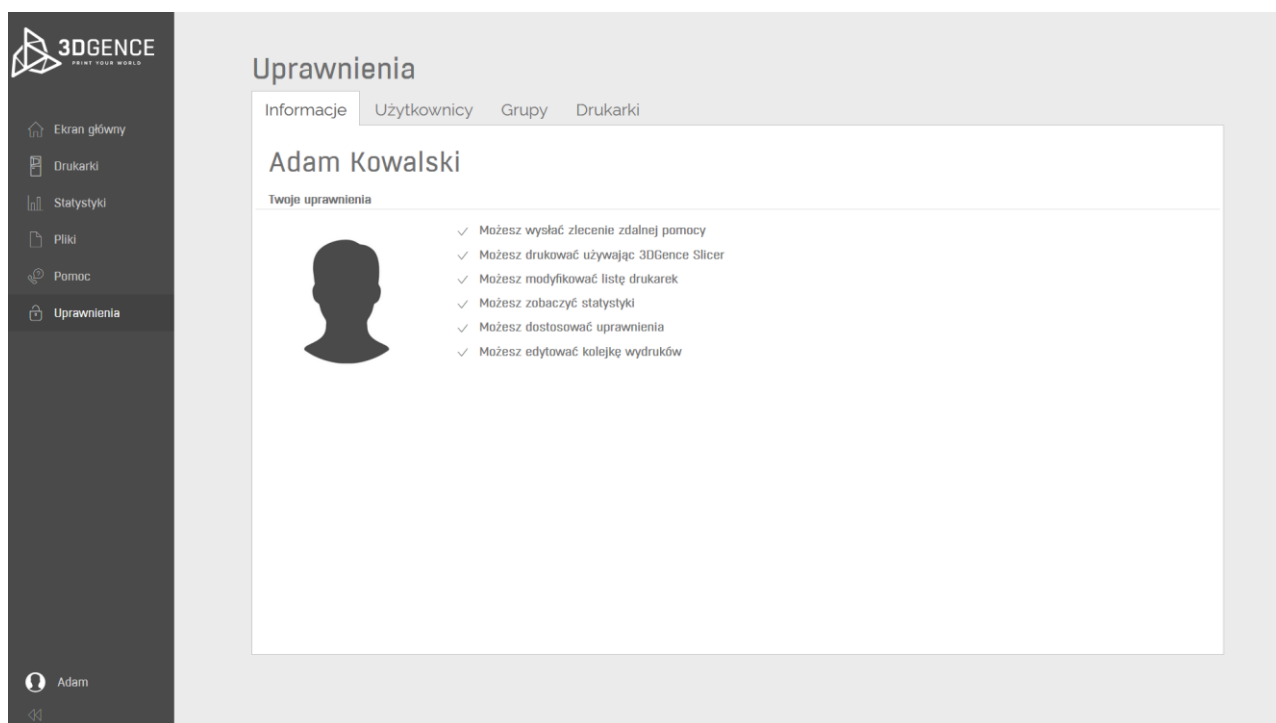 3DGENCE
PRINT YOUR WORLD
Ekran główny
Drukarki
Statystyki
Pliki
Pomoc
Uprawnienia
Adam
Uprawnienia
Informacje Użytkownicy Grupy Drukarki
Adam Kowalski
Twoje uprawnienia
Możesz wysłać zlecenie zdalnej pomocy
Możesz drukować używając 3DGence Slicer
Możesz modyfikować listę drukarek
Możesz zobaczyć statystyki
Możesz dostosować uprawnienia
Możesz edytować kolejkę wydruków